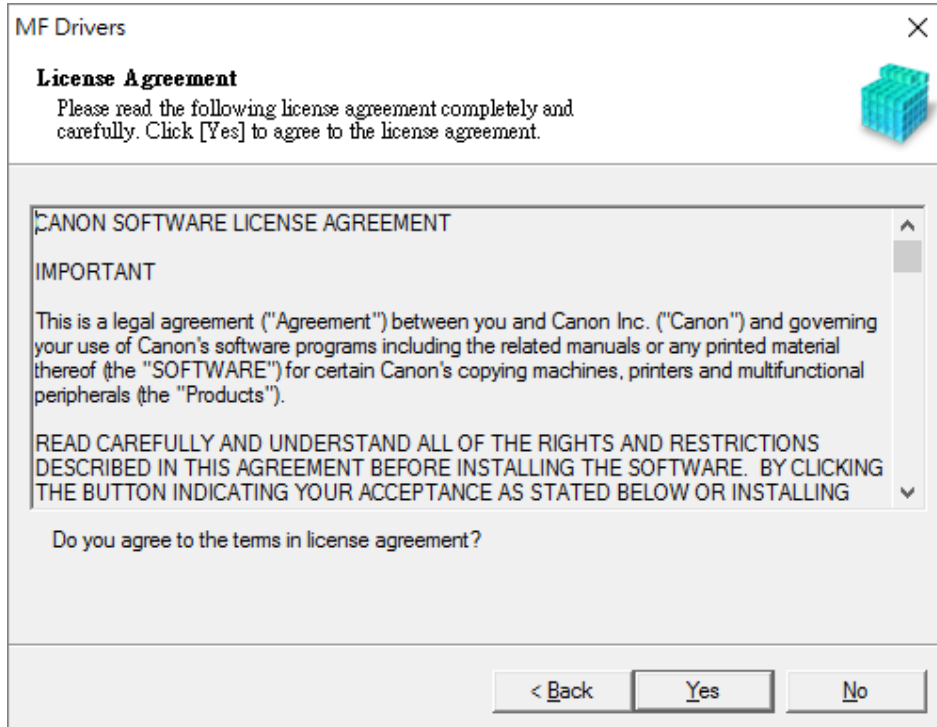 MF Drivers
License Agreement
Please read the following license agreement completely and
carefully. Click [Yes] to agree to the license agreement.
CANON SOFTWARE LICENSE AGREEMENT
IMPORTANT
This is a legal agreement ("Agreement") between you and Canon Inc. ("Canon") and governing
your use of Canon's software programs including the related manuals or any printed material
thereof (the "SOFTWARE") for certain Canon's copying machines, printers and multifunctional
peripherals (the "Products").
READ CAREFULLY AND UNDERSTAND ALL OF THE RIGHTS AND RESTRICTIONS
DESCRIBED IN THIS AGREEMENT BEFORE INSTALLING THE SOFTWARE.  BY CLICKING
THE BUTTON INDICATING YOUR ACCEPTANCE AS STATED BELOW OR INSTALLING
Do you agree to the terms in license agreement?
< Back
Yes
No